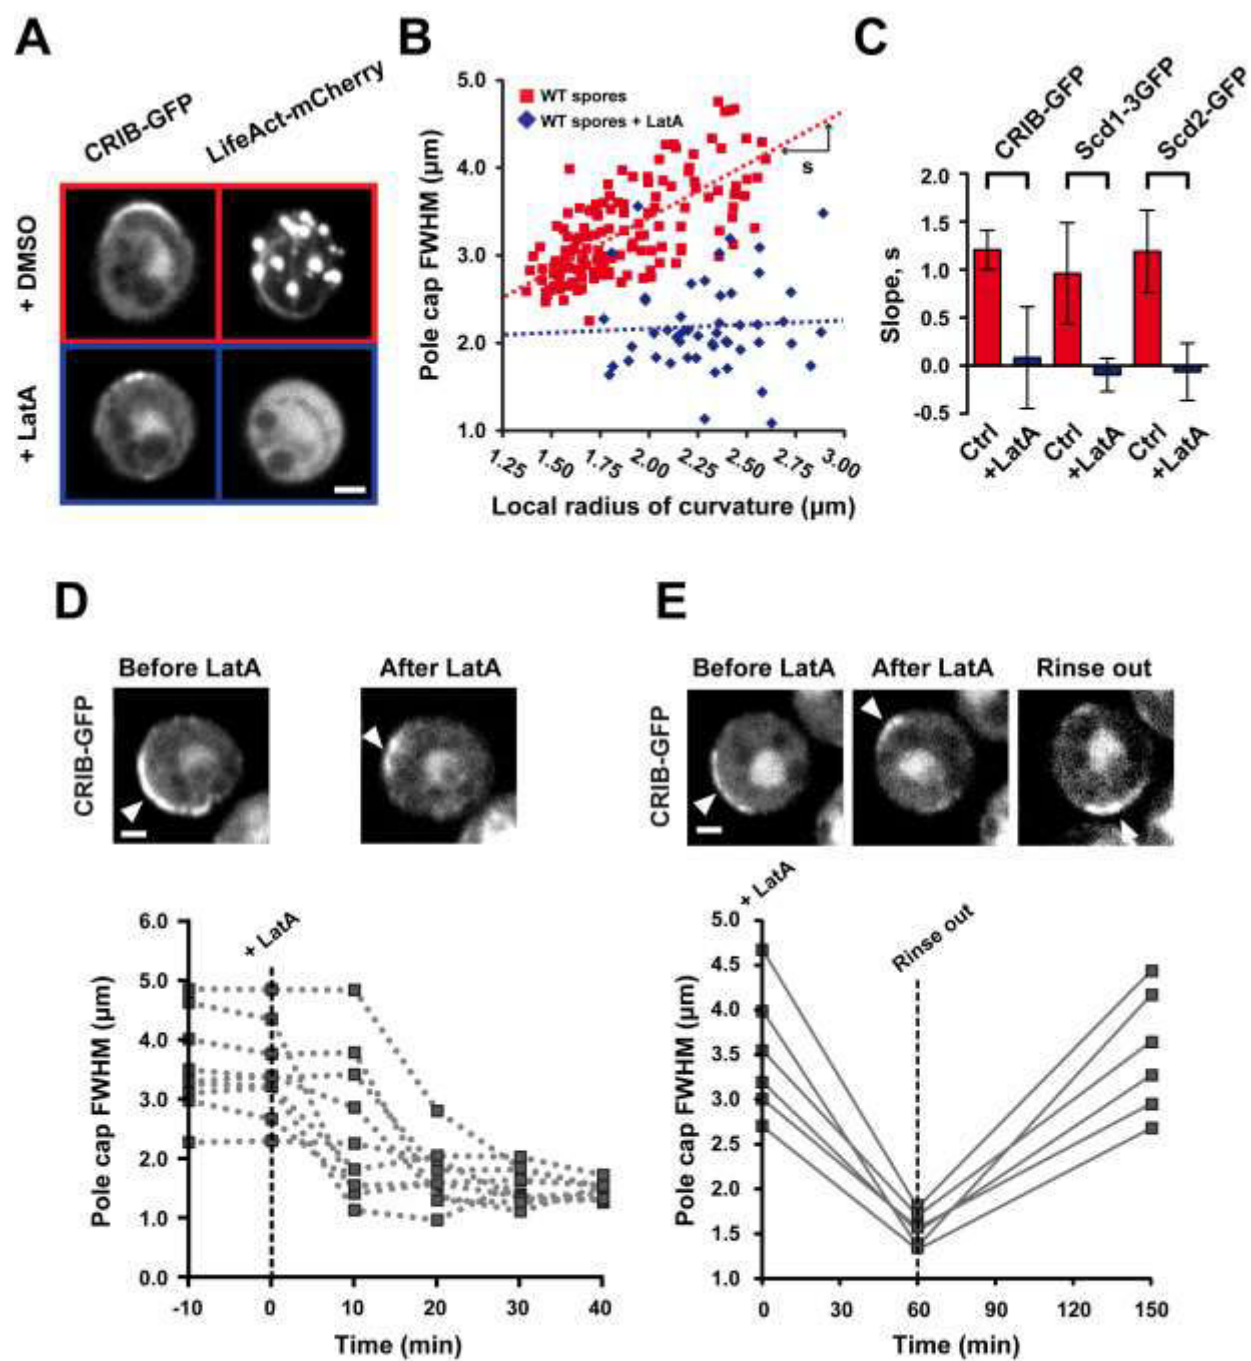 A
CRIB-GFP
LifeAct-mCherry
+ DMSO
+ LatA
B
Pole cap FWHM (µm)
5.0
4.0
3.0
2.0
1.0
WT spores
WT spores + LatA
s
1.25
1.50
1.75
2.00
2.25
2.50
2.75
3.00
Local radius of curvature (µm)
C
CRIB-GFP
Scd1-3GFP
Scd2-GFP
Slope, s
2.0
1.5
1.0
0.5
0.0
-0.5
Ctrl
+LatA
Ctrl
+LatA
Ctrl
+LatA
D
Before LatA
After LatA
CRIB-GFP
Pole cap FWHM (µm)
6.0
5.0
4.0
3.0
2.0
1.0
0.0
+ LatA
-10
0
10
20
30
40
Time (min)
E
Before LatA
After LatA
Rinse out
CRIB-GFP
+ LatA
Rinse out
Pole cap FWHM (µm)
5.0
4.5
4.0
3.5
3.0
2.5
2.0
1.5
1.0
0
30
60
90
120
150
Time (min)